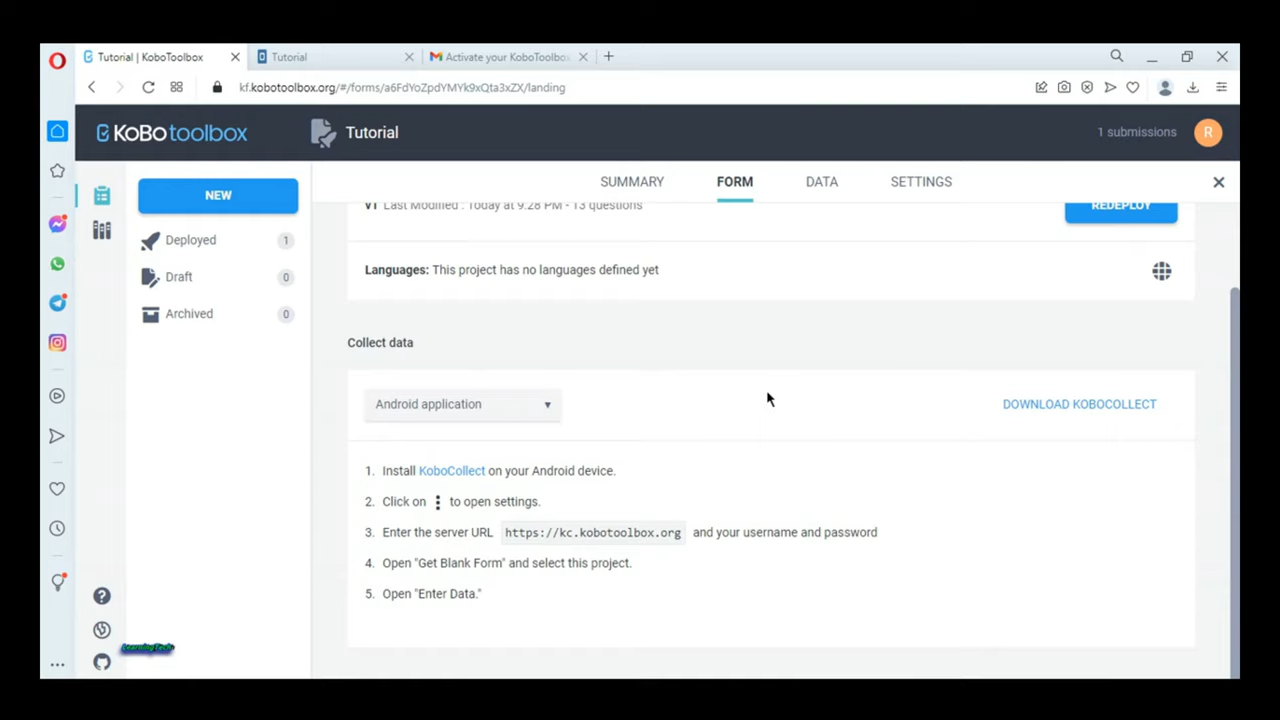 Tutorial | KoboToolbox
Tutorial
Activate your KoboToolbox
kf.kobotoolbox.org/#/forms/a6FdYoZpdYMYk9xQta3xZX/landing
KoBo toolbox
Tutorial
1 submissions
R
NEW
SUMMARY
FORM
DATA
SETTINGS
V1 Last Modified : Today at 9.28 PM - 13 questions
REDEPLOY
Deployed
1
Languages: This project has no languages defined yet
Draft
0
Archived
0
Collect data
Android application
DOWNLOAD KOBOCOLLECT
1. Install KoboCollect on your Android device.
2. Click on ⋮ to open settings.
3. Enter the server URL https://kc.kobotoolbox.org and your username and password
4. Open "Get Blank Form" and select this project.
5. Open "Enter Data."
LearningTech